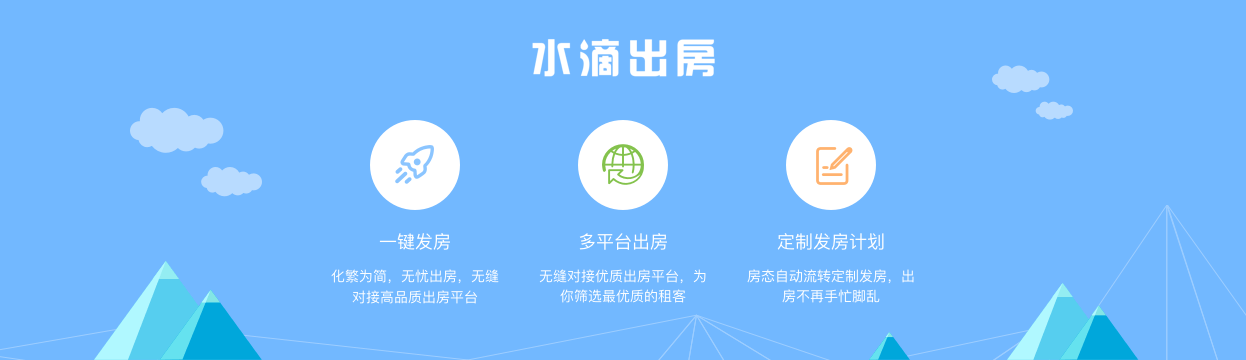 水滴出房
一键发房
多平台出房
定制发房计划
化繁为简，无忧出房，无缝
对接高品质出房平台
无缝对接优质出房平台，为
你筛选最优质的租客
房态自动流转定制发房，出
房不再手忙脚乱